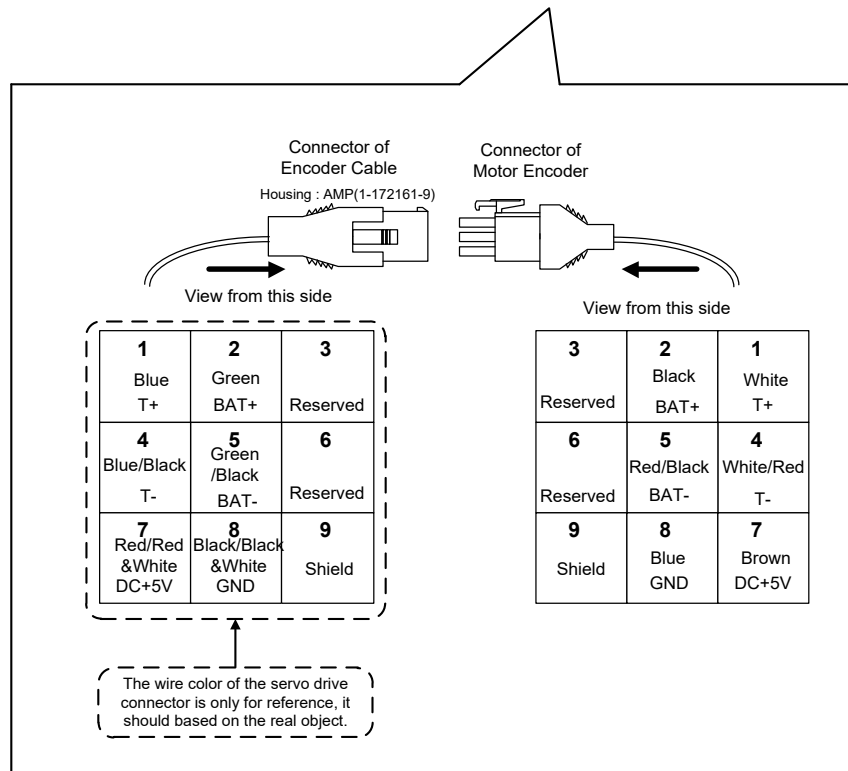 Connector of
Encoder Cable
Housing : AMP(1-172161-9)
Connector of
Motor Encoder
View from this side
View from this side
1
Blue
T+
2
Green
BAT+
3
Reserved
4
Blue/Black
T-
5
Green
/Black
BAT-
6
Reserved
7
Red/Red
&White
DC+5V
8
Black/Black
&White
GND
9
Shield
3
Reserved
2
Black
BAT+
1
White
T+
6
Reserved
5
Red/Black
BAT-
4
White/Red
T-
9
Shield
8
Blue
GND
7
Brown
DC+5V
The wire color of the servo drive
connector is only for reference, it
should based on the real object.